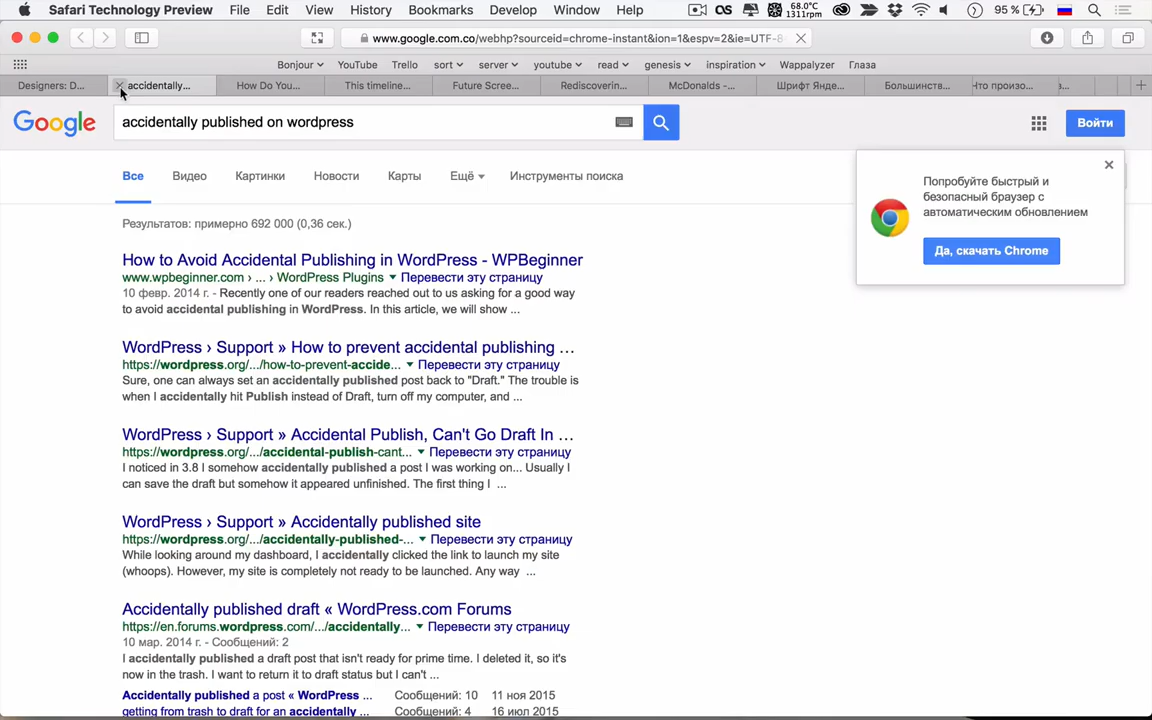 Safari Technology Preview File Edit View History Bookmarks Develop Window Help 68.0°C 1311rpm 95 %
www.google.com.co/webhp?sourceid=chrome-instant&ion=1&espv=2&ie=UTF-8
Bonjour YouTube Trello sort server youtube read genesis inspiration Wappalyzer Глаза
Designers: D... accidentally... How Do You... This timeline... Future Scree... Rediscoverin... McDonalds -... Шрифт Янде... Большинств... Что произо...
Google accidentally published on wordpress Войти
Все Видео Картинки Новости Карты Ещё Инструменты поиска
Попробуйте быстрый и
безопасный браузер с
автоматическим обновлением
Да, скачать Chrome
Результатов: примерно 692 000 (0,36 сек.)
How to Avoid Accidental Publishing in WordPress - WPBeginner
www.wpbeginner.com › ... › WordPress Plugins Перевести эту страницу
10 февр. 2014 г. - Recently one of our readers reached out to us asking for a good way
to avoid accidental publishing in WordPress. In this article, we will show ...
WordPress › Support » How to prevent accidental publishing ...
https://wordpress.org/.../how-to-prevent-accide... Перевести эту страницу
Sure, one can always set an accidentally published post back to "Draft." The trouble is
when I accidentally hit Publish instead of Draft, turn off my computer, and ...
WordPress › Support » Accidental Publish, Can't Go Draft In ...
https://wordpress.org/.../accidental-publish-cant... Перевести эту страницу
I noticed in 3.8 I somehow accidentally published a post I was working on... Usually I
can save the draft but somehow it appeared unfinished. The first thing I ...
WordPress › Support » Accidentally published site
https://wordpress.org/.../accidentally-published-... Перевести эту страницу
While looking around my dashboard, I accidentally clicked the link to launch my site
(whoops). However, my site is completely not ready to be launched. Any way ...
Accidentally published draft « WordPress.com Forums
https://en.forums.wordpress.com/.../accidentally... Перевести эту страницу
10 мар. 2014 г. - Сообщений: 2
I accidentally published a draft post that isn't ready for prime time. I deleted it, so it's
now in the trash. I want to return it to draft status but I can't ...
Accidentally published a post « WordPress ... Сообщений: 10 11 ноя 2015
getting from trash to draft for an accidentally ... Сообщений: 4 16 июл 2015